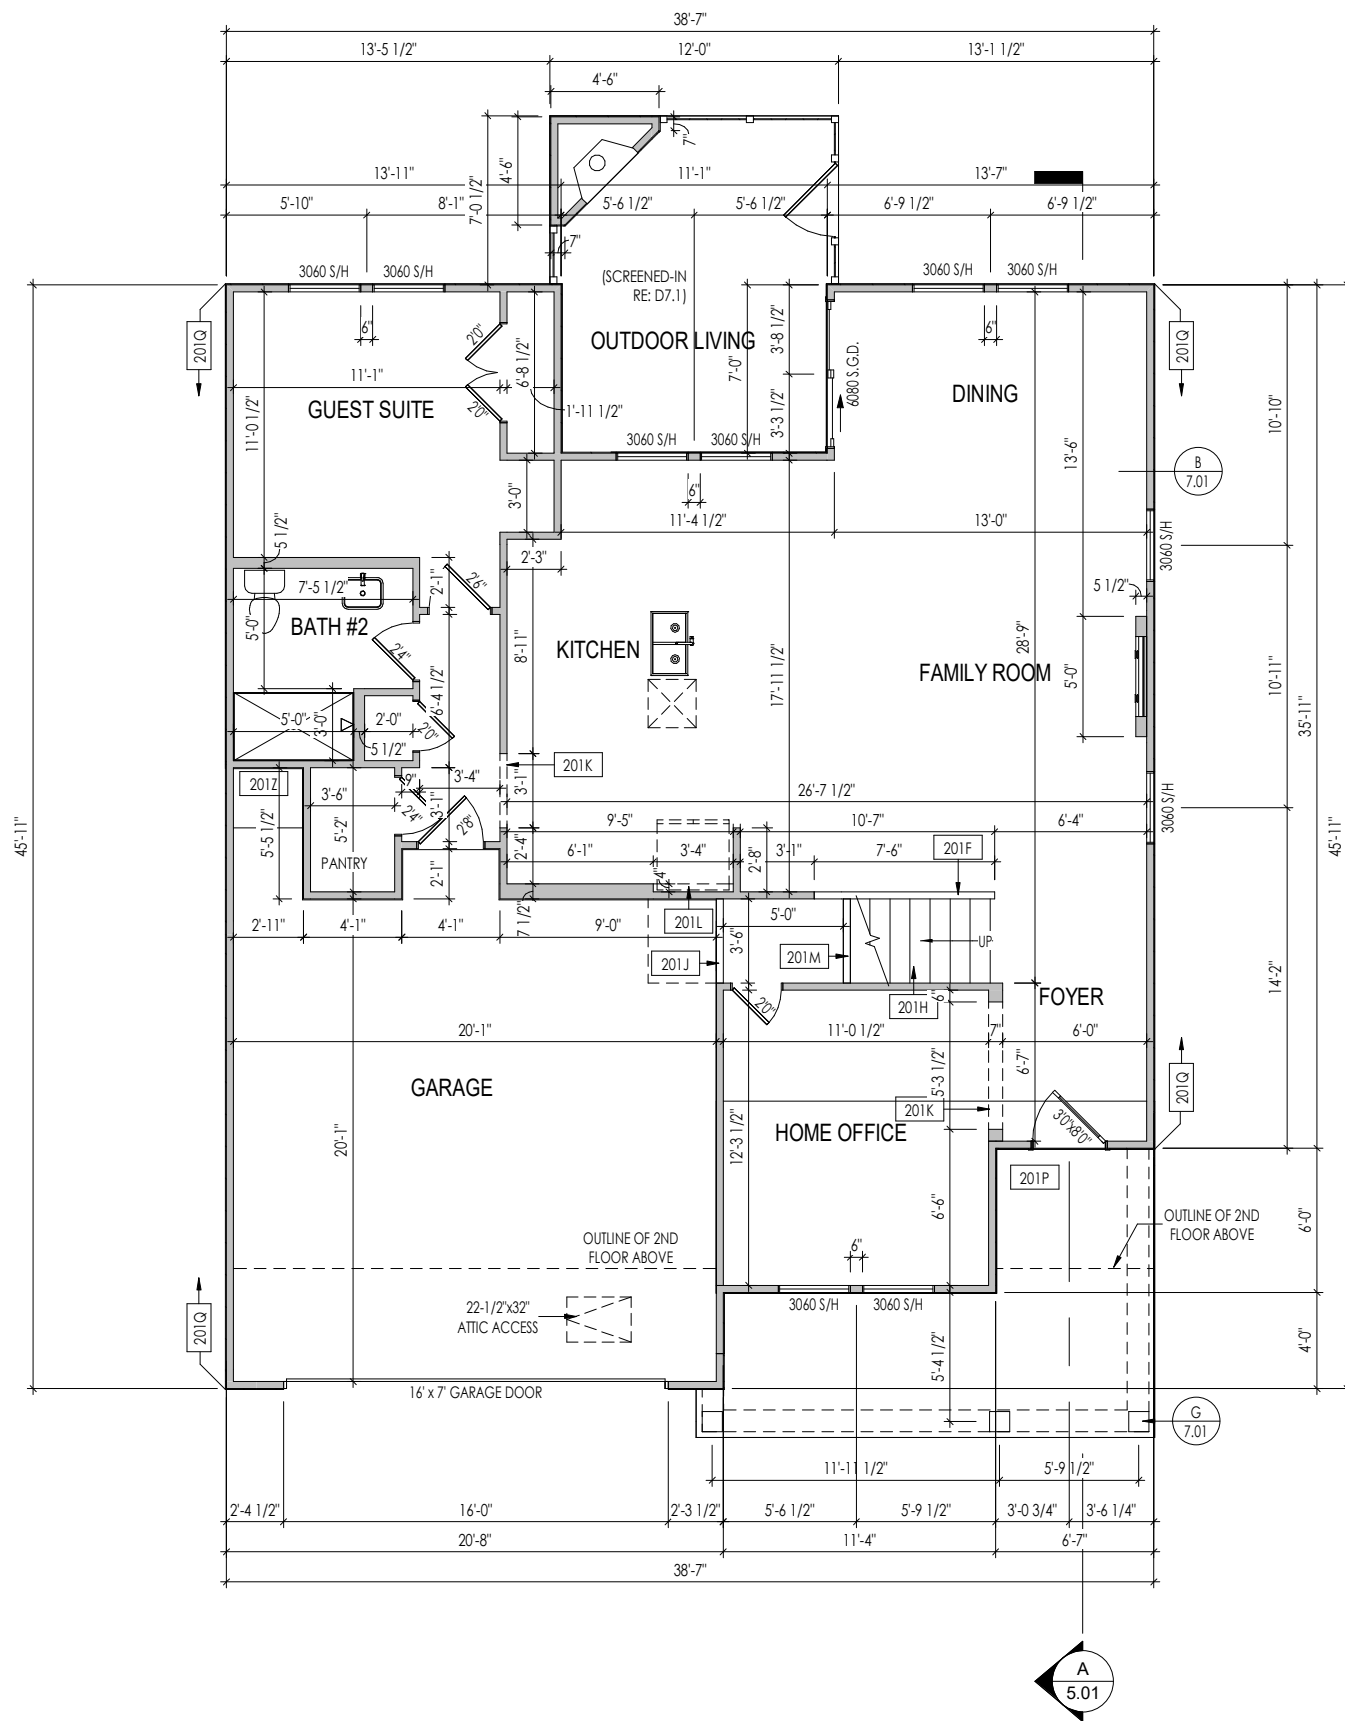 38'-7"
13'-5 1/2"
12'-0"
13'-1 1/2"
4'-6"
7"
4'-6"
7'-0 1/2"
13'-11"
11'-1"
13'-7"
5'-10"
8'-1"
5'-6 1/2"
5'-6 1/2"
6'-9 1/2"
6'-9 1/2"
7"
3060 S/H
3060 S/H
(SCREENED-IN
RE: D7.1)
3060 S/H
3060 S/H
201Q
6"
2'0"
OUTDOOR LIVING
7'-0"
3'-8 1/2"
6"
201Q
6'-8 1/2"
6080 S.G.D.
11'-1"
GUEST SUITE
2'0"
1'-11 1/2"
DINING
3'-3 1/2"
11'-0 1/2"
3060 S/H
3060 S/H
13'-6"
10'-10"
B
7.01
3'-0"
6"
11'-4 1/2"
13'-0"
5 1/2"
3060 S/H
2'-3"
2'-1"
2'6"
7'-5 1/2"
5 1/2"
5'-0"
BATH #2
2'4"
8'-11"
KITCHEN
28'-9"
FAMILY ROOM
5'-0"
17'-11 1/2"
6'-4 1/2"
10'-11"
35'-11"
5'-0"
3'-0"
2'-0"
2'0"
5 1/2"
201Z
3'-6"
9"
3'-4"
3'-1"
201K
26'-7 1/2"
3060 S/H
2'4"
3'-1"
2'8"
9'-5"
10'-7"
6'-4"
45'-11"
45'-11"
5'-5 1/2"
5'-2"
PANTRY
2'-1"
2'-4"
6'-1"
3'-4"
2'-8"
3'-1"
7'-6"
201F
4"
2'-11"
4'-1"
4'-1"
7 1/2"
9'-0"
201L
5'-0"
3'-6"
201J
201M
UP
201H
6"
2'0"
FOYER
14'-2"
20'-1"
11'-0 1/2"
7"
6'-0"
GARAGE
5'-3 1/2"
6'-7"
201K
3'0"x8'0"
201Q
HOME OFFICE
20'-1"
12'-3 1/2"
201P
6'-6"
OUTLINE OF 2ND
FLOOR ABOVE
6"
OUTLINE OF 2ND
FLOOR ABOVE
6'-0"
201Q
22-1/2"x32"
ATTIC ACCESS
3060 S/H
3060 S/H
5'-4 1/2"
4'-0"
16' x 7' GARAGE DOOR
G
7.01
11'-11 1/2"
5'-9 1/2"
2'-4 1/2"
16'-0"
2'-3 1/2"
5'-6 1/2"
5'-9 1/2"
3'-0 3/4"
3'-6 1/4"
20'-8"
11'-4"
6'-7"
38'-7"
A
5.01